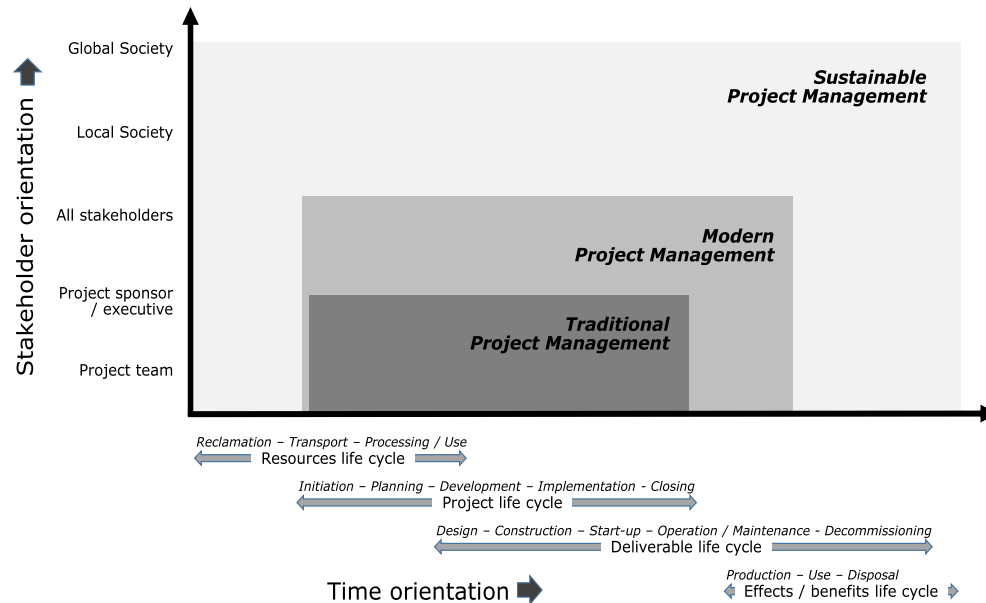 Global Society
Sustainable
Project Management
Local Society
All stakeholders
Modern
Project Management
Project sponsor
/ executive
Traditional
Project Management
Project team
Stakeholder orientation
Reclamation – Transport – Processing / Use
Resources life cycle
Initiation – Planning – Development – Implementation - Closing
Project life cycle
Design – Construction – Start-up – Operation / Maintenance - Decommissioning
Deliverable life cycle
Production – Use – Disposal
Effects / benefits life cycle
Time orientation